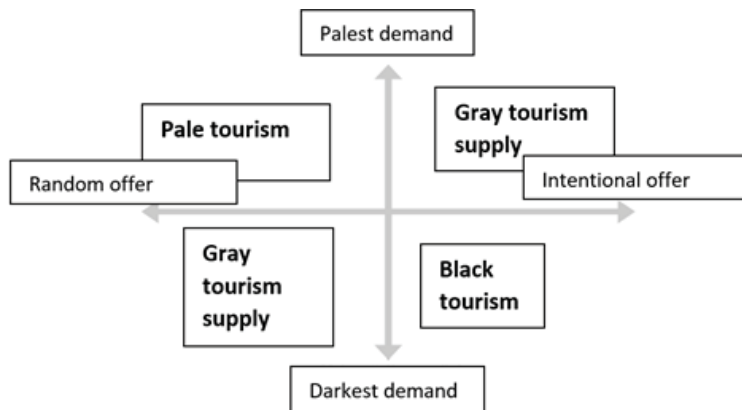 Palest demand
Pale tourism
Gray tourism
supply
Random offer
Intentional offer
Gray
tourism
supply
Black
tourism
Darkest demand